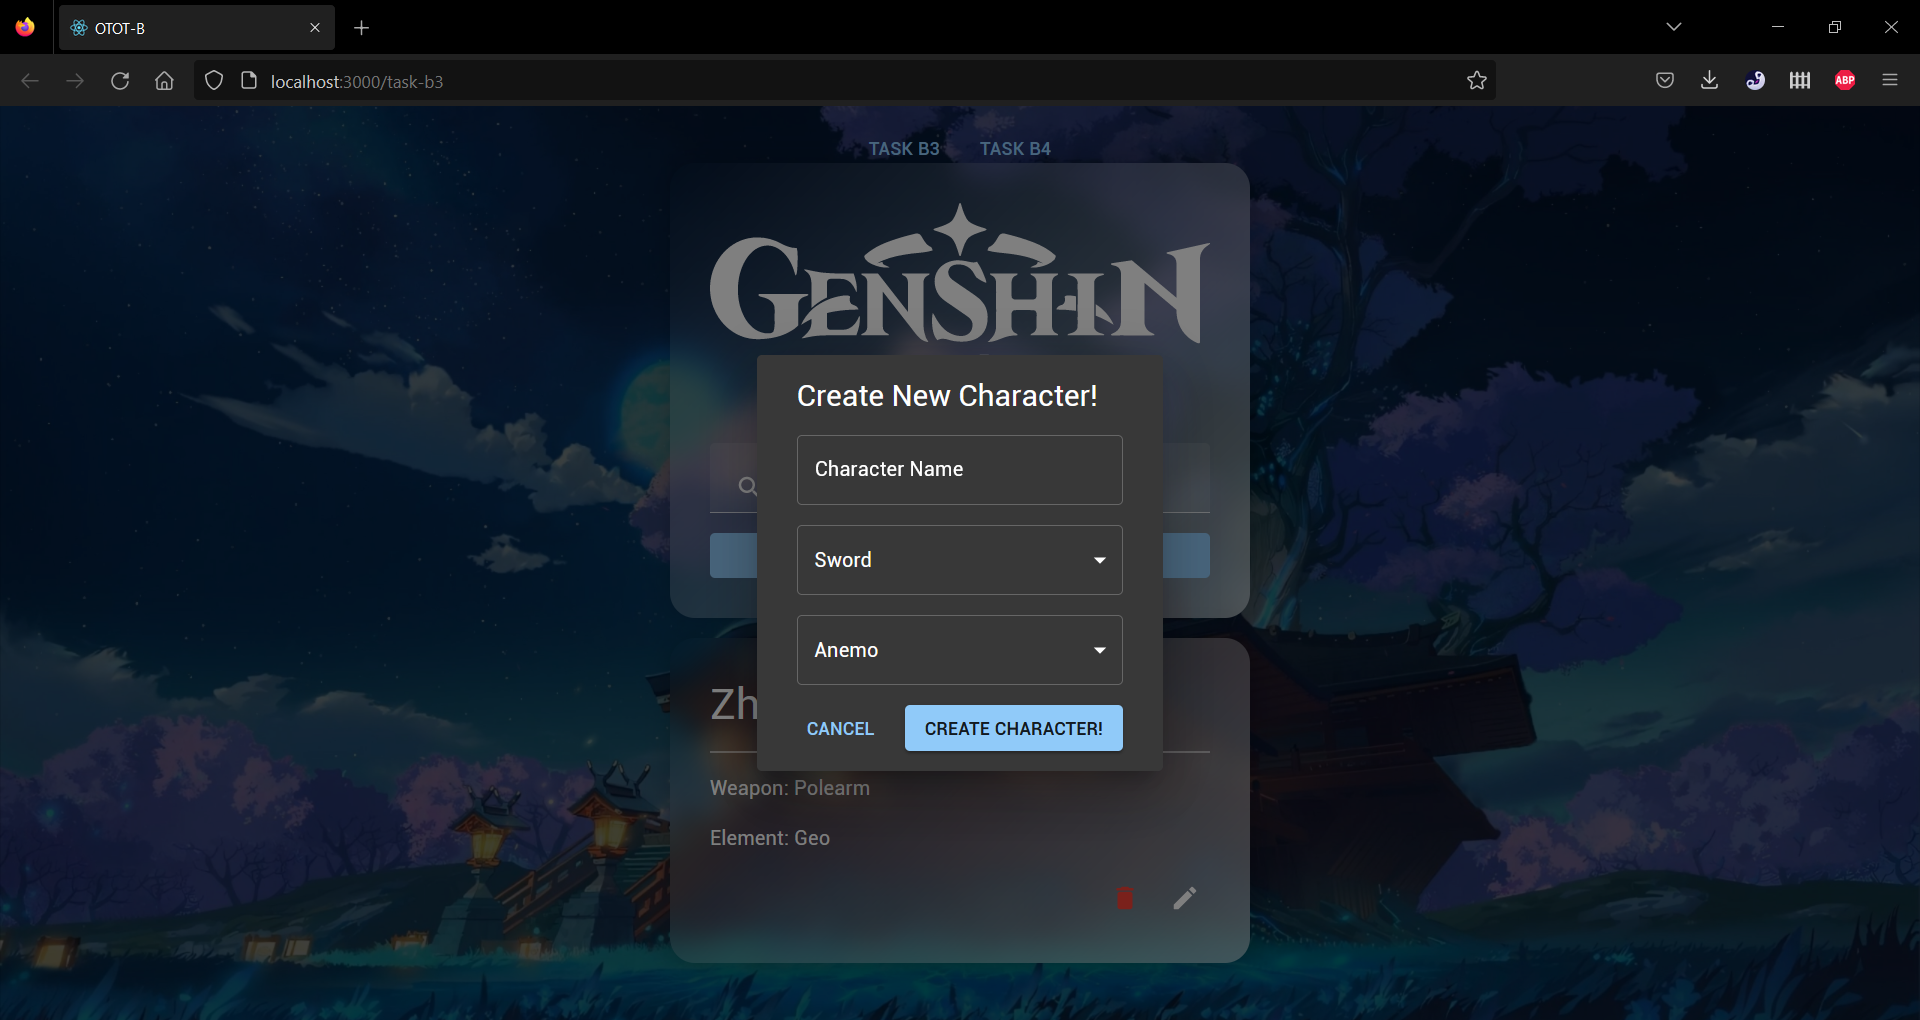 OTOT-B
localhost:3000/task-b3
ABP
TASK B3 TASK B4
GENSHIN
Create New Character!
Character Name
Sword
Anemo
Zh
CANCEL CREATE CHARACTER!
Weapon: Polearm
Element: Geo